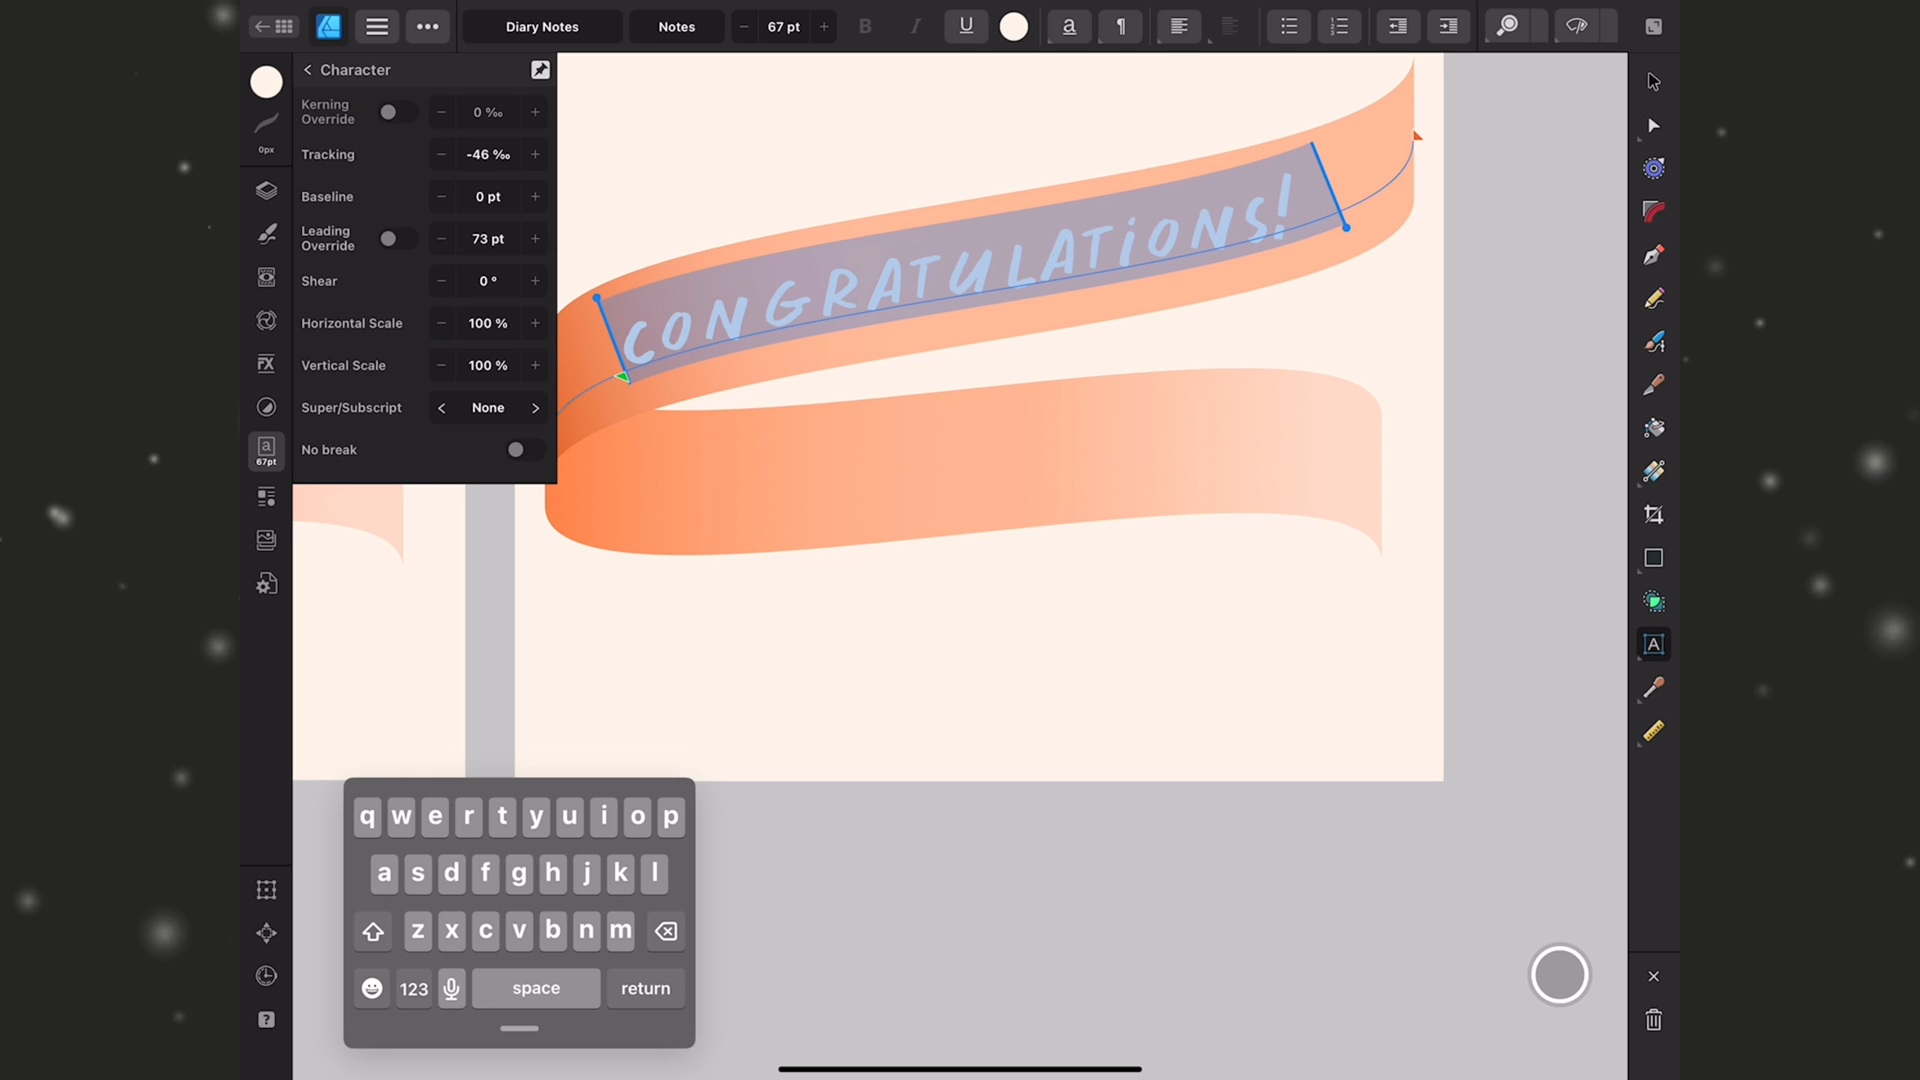 Diary Notes
Notes
67 pt
B
I
U
a
¶
Character
Kerning Override
0 ‰
Tracking
-46 ‰
Baseline
0 pt
Leading Override
73 pt
Shear
0 °
Horizontal Scale
100 %
Vertical Scale
100 %
Super/Subscript
None
No break
0px
FX
a
67pt
CONGRATULATiONS!
A
q w e r t y u i o p
a s d f g h j k l
z x c v b n m
123
space
return
?